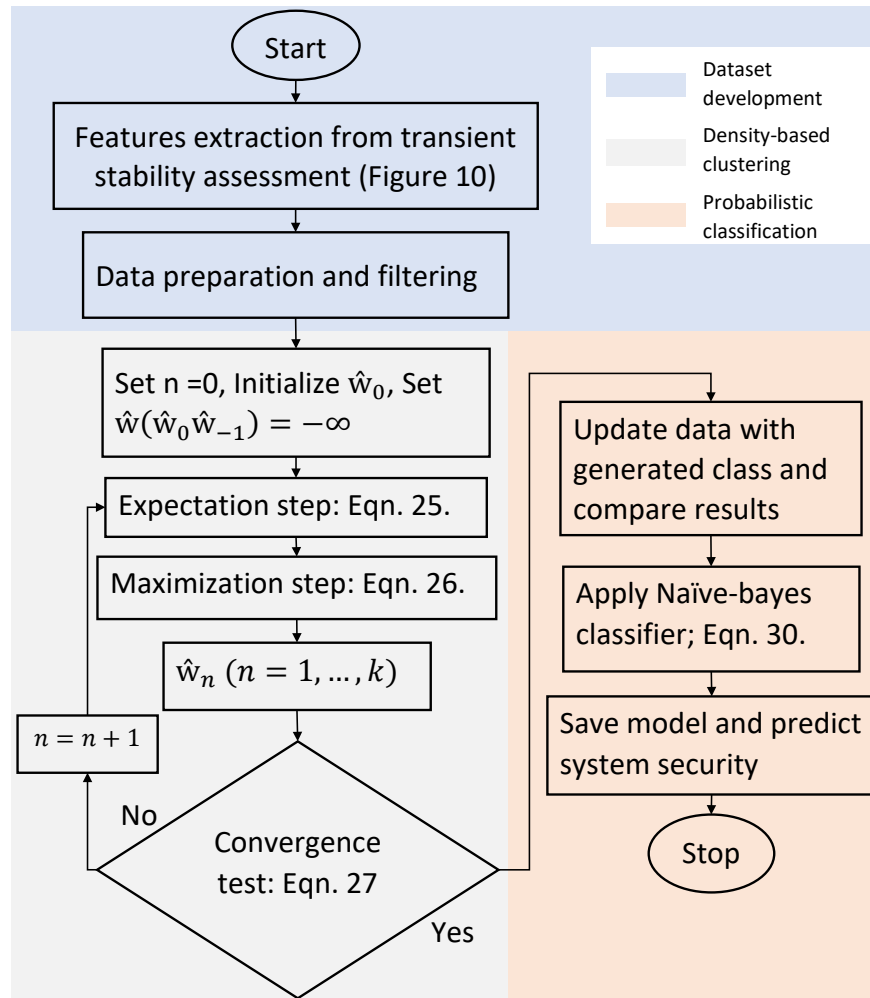 Start
Dataset
development
Density-based
clustering
Probabilistic
classification
Features extraction from transient
stability assessment (Figure 10)
Data preparation and filtering
Set n =0, Initialize ŵ₀, Set
ŵ(ŵ₀ŵ₋₁) = −∞
Expectation step: Eqn. 25.
Maximization step: Eqn. 26.
ŵₙ (n = 1, … , k)
n = n + 1
No
Convergence
test: Eqn. 27
Yes
Update data with
generated class and
compare results
Apply Naïve-bayes
classifier; Eqn. 30.
Save model and predict
system security
Stop